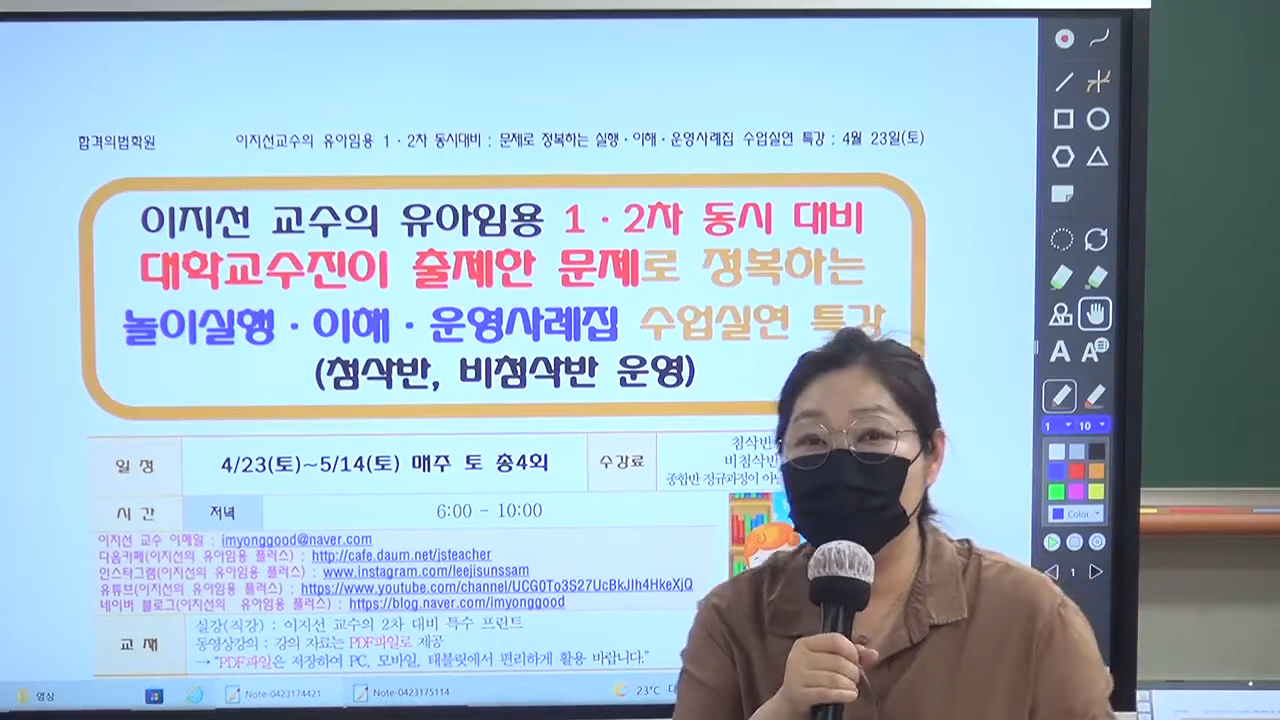 합격의법학원
이지선교수의 유아임용 1·2차 동시대비 : 문제로 정복하는 실행·이해·운영사례집 수업실연 특강 : 4월 23일(토)
이지선 교수의 유아임용 1·2차 동시 대비
대학교수진이 출제한 문제로 정복하는
놀이실행·이해·운영사례집 수업실연 특강
(첨삭반, 비첨삭반 운영)
일 정 4/23(토)~5/14(토) 매주 토 총4회 수강료
첨삭반
비첨삭반
종합반 정규과정이
시 간 저녁 6:00 - 10:00
이지선 교수 이메일 : imyonggood@naver.com
다음카페(이지선의 유아임용 플러스) : http://cafe.daum.net/jsteacher
인스타그램(이지선의 유아임용 플러스) : www.instagram.com/leejisunssam
유튜브(이지선의 유아임용 플러스) : https://www.youtube.com/channel/UCG0To3S27UcBkJIh4HkeXjQ
네이버 블로그(이지선의 유아임용 플러스) : https://blog.naver.com/imyonggood
교 재
실강(직강) : 이지선 교수의 2차 대비 특수 프린트
동영상강의 : 강의 자료는 PDF파일로 제공
→ "PDF파일은 저장하여 PC, 모바일, 태블릿에서 편리하게 활용 바랍니다."
영상 Note-0423174421 Note-0423175114 23°C
A A
1 10
Color
1